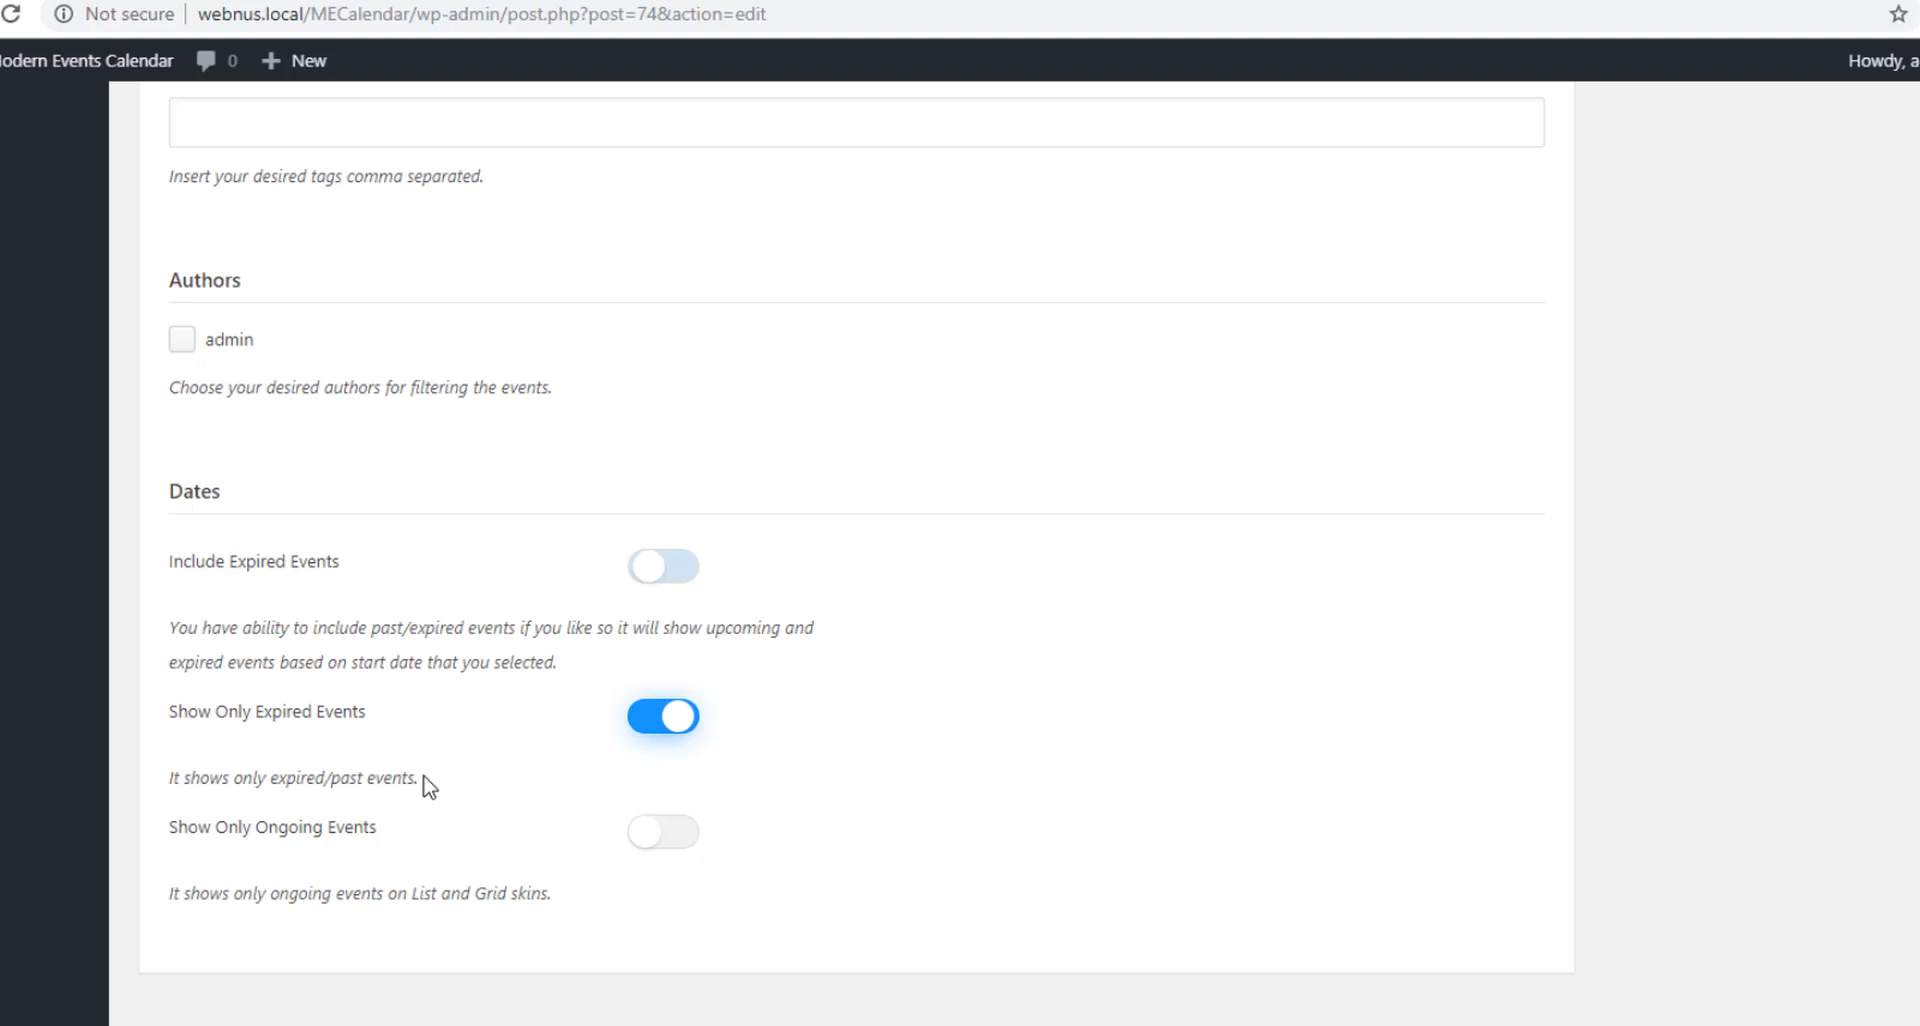 Not secure webnus.local/MECalendar/wp-admin/post.php?post=74&action=edit
odern Events Calendar 0 New Howdy, a
Insert your desired tags comma separated.
Authors
admin
Choose your desired authors for filtering the events.
Dates
Include Expired Events
You have ability to include past/expired events if you like so it will show upcoming and
expired events based on start date that you selected.
Show Only Expired Events
It shows only expired/past events.
Show Only Ongoing Events
It shows only ongoing events on List and Grid skins.